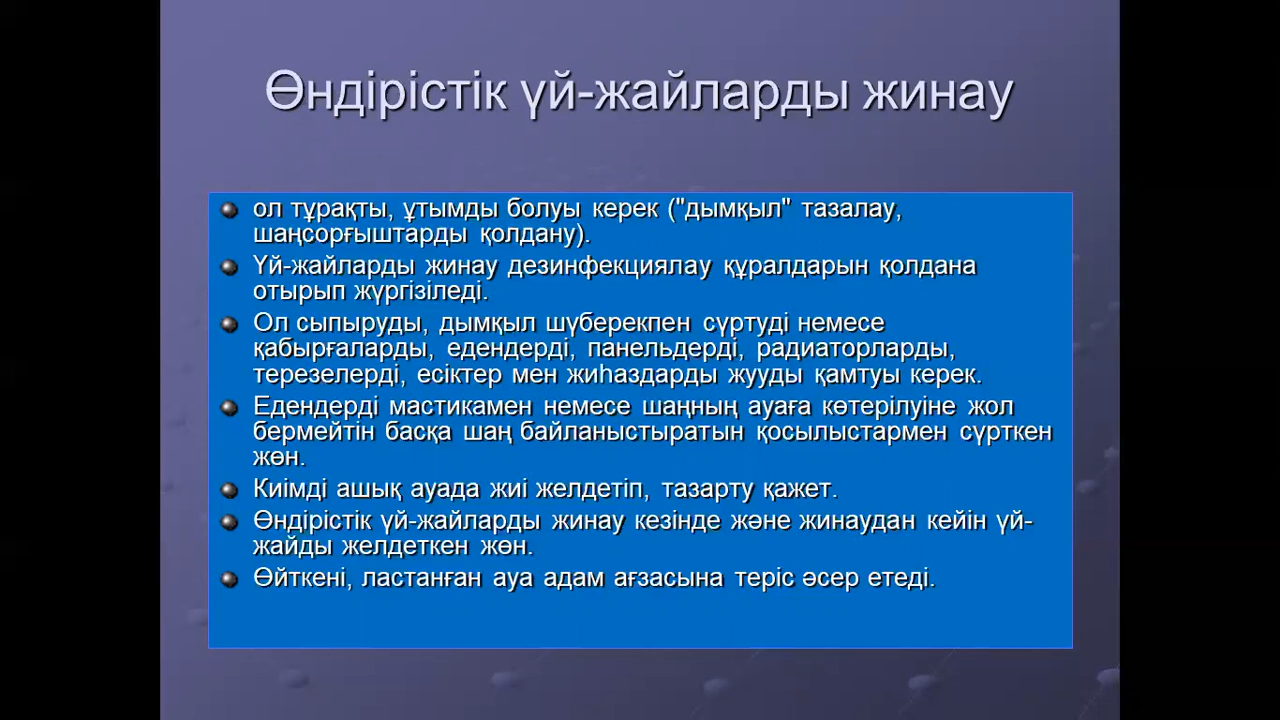 Өндірістік үй-жайларды жинау
ол тұрақты, ұтымды болуы керек ("дымқыл" тазалау,
шаңсорғыштарды қолдану).
Үй-жайларды жинау дезинфекциялау құралдарын қолдана
отырып жүргізіледі.
Ол сыпыруды, дымқыл шүберекпен сүртуді немесе
қабырғаларды, едендерді, панельдерді, радиаторларды,
терезелерді, есіктер мен жиһаздарды жууды қамтуы керек.
Едендерді мастикамен немесе шаңның ауаға көтерілуіне жол
бермейтін басқа шаң байланыстыратын қосылыстармен сүрткен
жөн.
Киімді ашық ауада жиі желдетіп, тазарту қажет.
Өндірістік үй-жайларды жинау кезінде және жинаудан кейін үй-
жайды желдеткен жөн.
Өйткені, ластанған ауа адам ағзасына теріс әсер етеді.